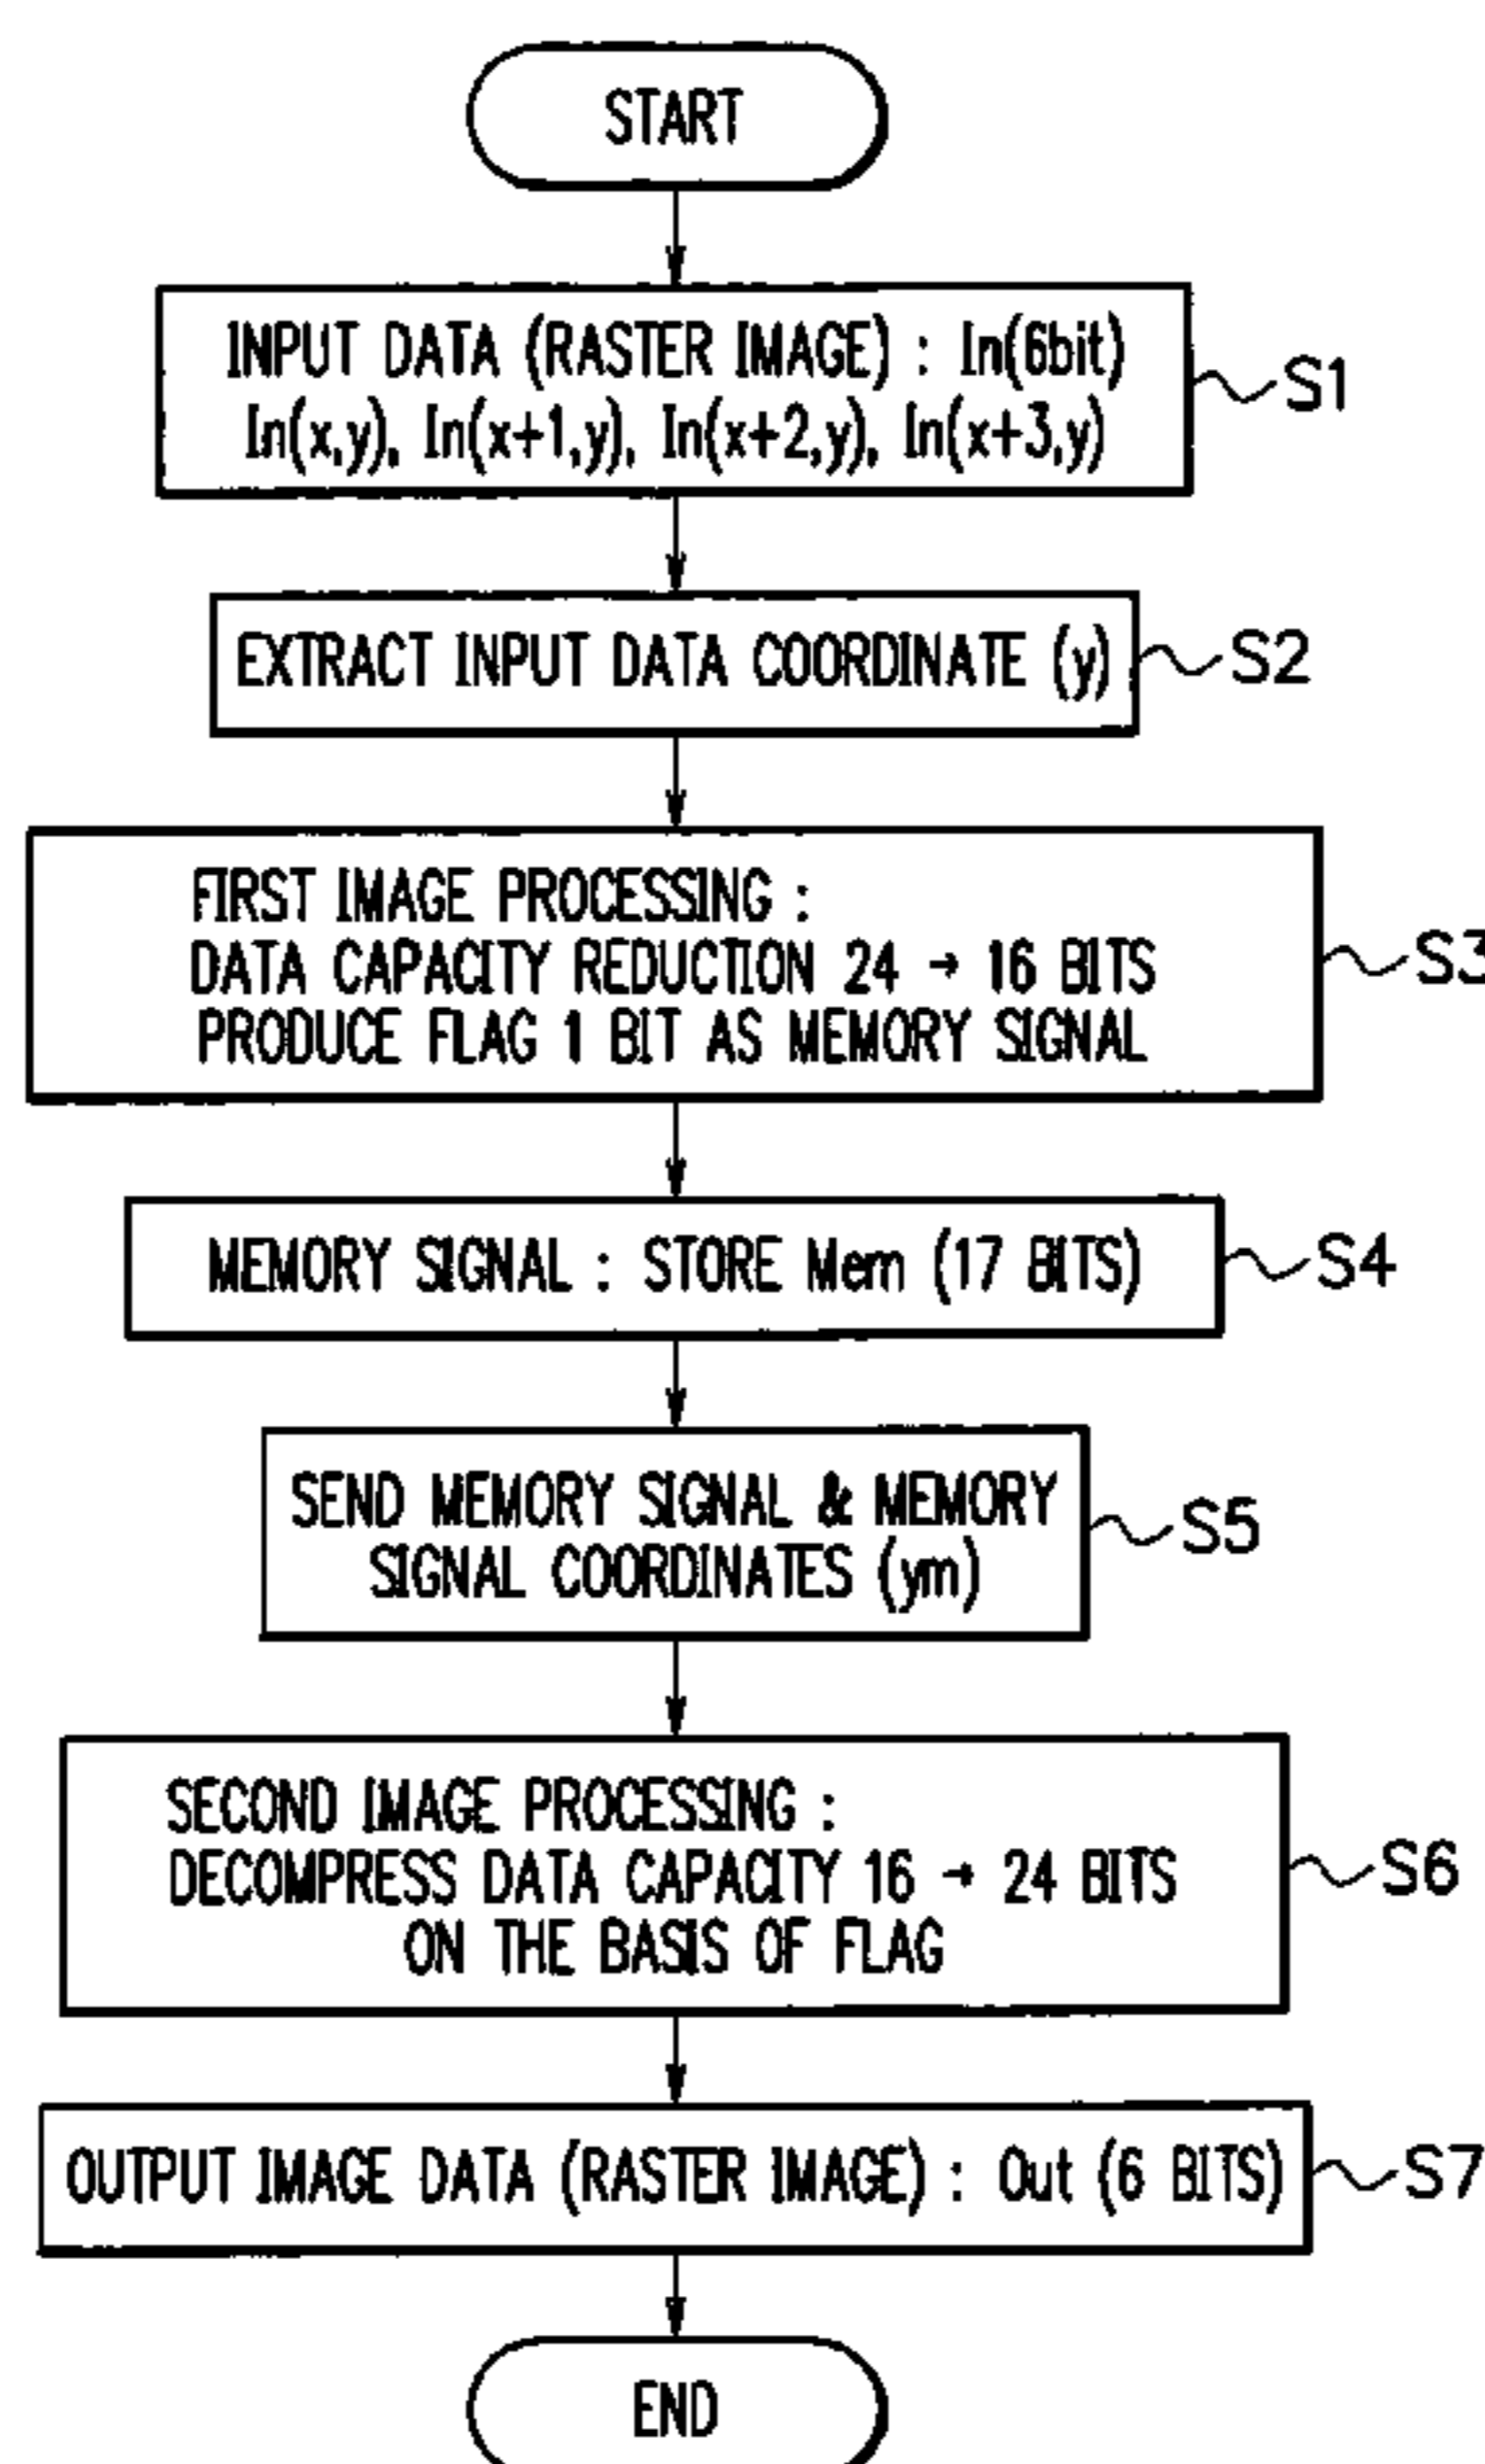 START
INPUT DATA (RASTER IMAGE) : In(6bit)
In(x,y), In(x+1,y), In(x+2,y), In(x+3,y)
S1
EXTRACT INPUT DATA COORDINATE (y)
S2
FIRST IMAGE PROCESSING :
DATA CAPACITY REDUCTION 24 → 16 BITS
PRODUCE FLAG 1 BIT AS MEMORY SIGNAL
S3
MEMORY SIGNAL : STORE Mem (17 BITS)
S4
SEND MEMORY SIGNAL & MEMORY
SIGNAL COORDINATES (ym)
S5
SECOND IMAGE PROCESSING :
DECOMPRESS DATA CAPACITY 16 → 24 BITS
ON THE BASIS OF FLAG
S6
OUTPUT IMAGE DATA (RASTER IMAGE) : Out (6 BITS)
S7
END